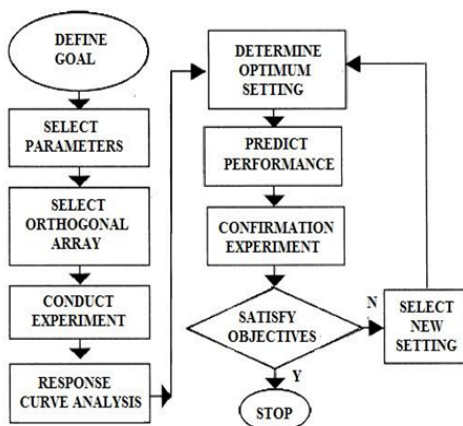 DEFINE
GOAL
SELECT
PARAMETERS
SELECT
ORTHOGONAL
ARRAY
CONDUCT
EXPERIMENT
RESPONSE
CURVE ANALYSIS
DETERMINE
OPTIMUM
SETTING
PREDICT
PERFORMANCE
CONFIRMATION
EXPERIMENT
SATISFY
OBJECTIVES
N
SELECT
NEW
SETTING
Y
STOP